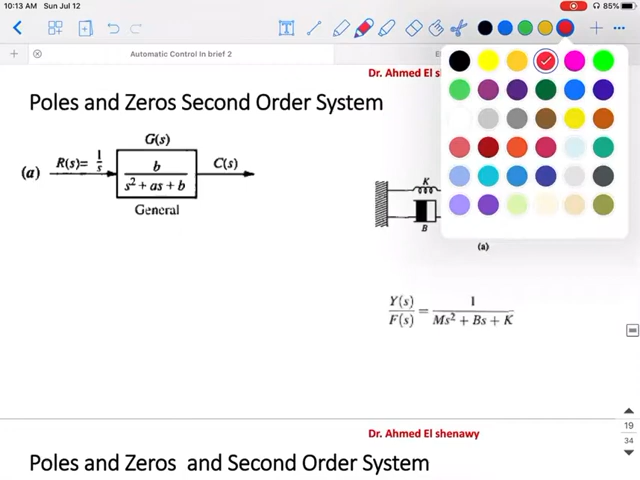 10:13 AM Sun Jul 12
85%
Automatic Control In brief 2
Dr. Ahmed El
Poles and Zeros Second Order System
G(s)
(a) R(s)= 1/s
b
s² + as + b
C(s)
General
K
B
(a)
Y(s)/F(s) = 1/(Ms² + Bs + K)
19
34
Dr. Ahmed El shenawy
Poles and Zeros and Second Order System